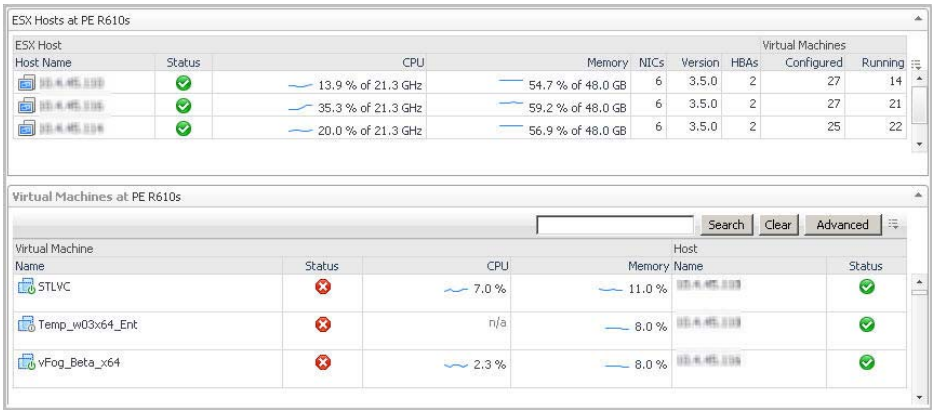 ESX Hosts at PE R610s
ESX Host Virtual Machines
Host Name Status CPU Memory NICs Version HBAs Configured Running
13.9 % of 21.3 GHz 54.7 % of 48.0 GB 6 3.5.0 2 27 14
35.3 % of 21.3 GHz 59.2 % of 48.0 GB 6 3.5.0 2 27 21
20.0 % of 21.3 GHz 56.9 % of 48.0 GB 6 3.5.0 2 25 22
Virtual Machines at PE R610s
Search Clear Advanced
Virtual Machine Host
Name Status CPU Memory Name Status
STLVC 7.0 % 11.0 %
Temp_w03x64_Ent n/a 8.0 %
vFog_Beta_x64 2.3 % 8.0 %